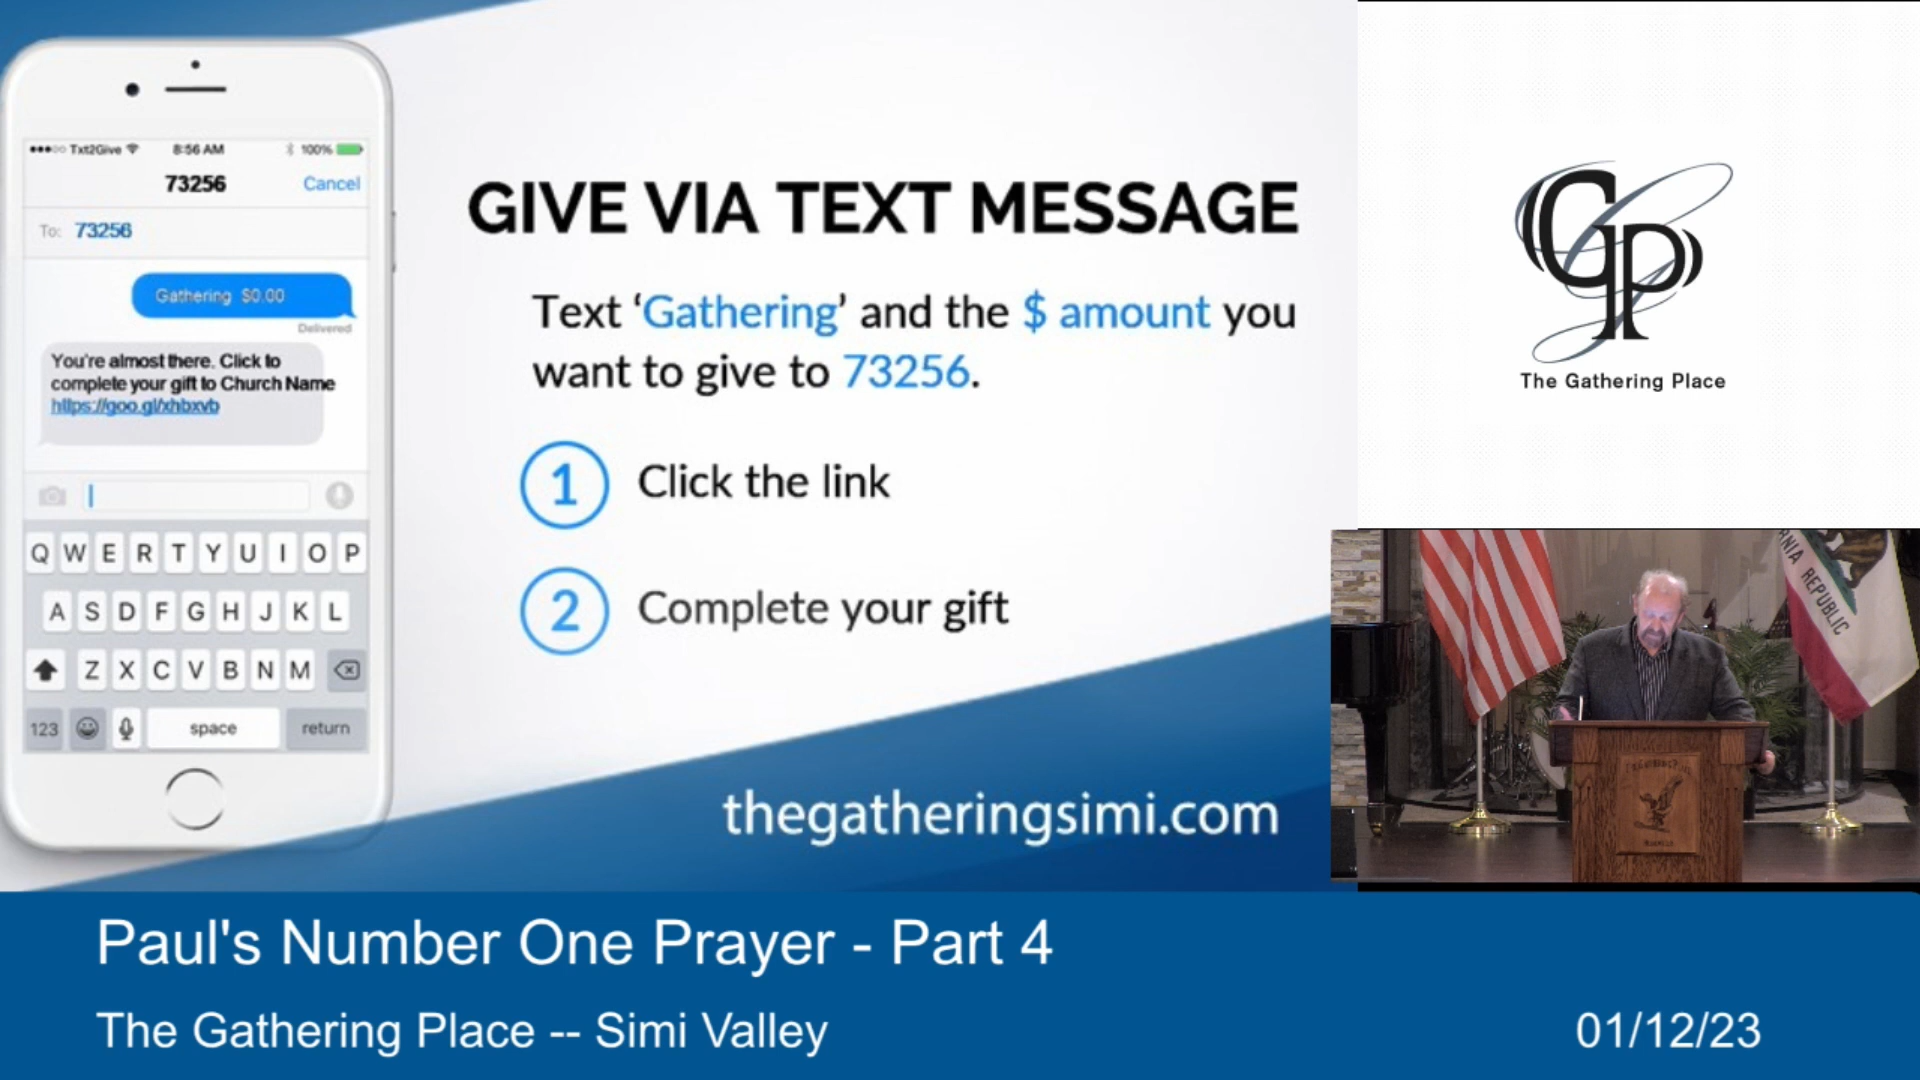 Txt2Give 8:56 AM 100%
73256 Cancel
To: 73256
Gathering $0.00
Delivered
You're almost there. Click to
complete your gift to Church Name
https://goo.gl/xhbxvb
Q W E R T Y U I O P
A S D F G H J K L
Z X C V B N M
123 space return
GIVE VIA TEXT MESSAGE
Text ‘Gathering’ and the $ amount you
want to give to 73256.
1 Click the link
2 Complete your gift
thegatheringsimi.com
GP
The Gathering Place
REPUBLIC
Paul's Number One Prayer - Part 4
The Gathering Place -- Simi Valley
01/12/23